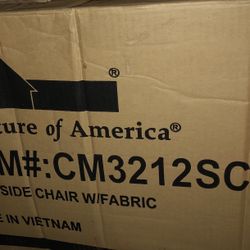 ®
ture of America®
M#:CM3212SC
SIDE CHAIR W/FABRIC
E IN VIETNAM